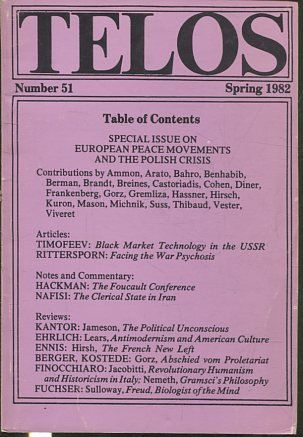 TELOS
Number 51 Spring 1982
Table of Contents
SPECIAL ISSUE ON
EUROPEAN PEACE MOVEMENTS
AND THE POLISH CRISIS
Contributions by Ammon, Arato, Bahro, Benhabib,
Berman, Brandt, Breines, Castoriadis, Cohen, Diner,
Frankenberg, Gorz, Gremliza, Hassner, Hirsch,
Kuron, Mason, Michnik, Suss, Thibaud, Vester,
Viveret
Articles:
TIMOFEEV: Black Market Technology in the USSR
RITTERSPORN: Facing the War Psychosis
Notes and Commentary:
HACKMAN: The Foucault Conference
NAFISI: The Clerical State in Iran
Reviews:
KANTOR: Jameson, The Political Unconscious
EHRLICH: Lears, Antimodernism and American Culture
ENNIS: Hirsh, The French New Left
BERGER, KOSTEDE: Gorz, Abschied vom Proletariat
FINOCCHIARO: Jacobitti, Revolutionary Humanism
and Historicism in Italy; Nemeth, Gramsci's Philosophy
FUCHSER: Sulloway, Freud, Biologist of the Mind